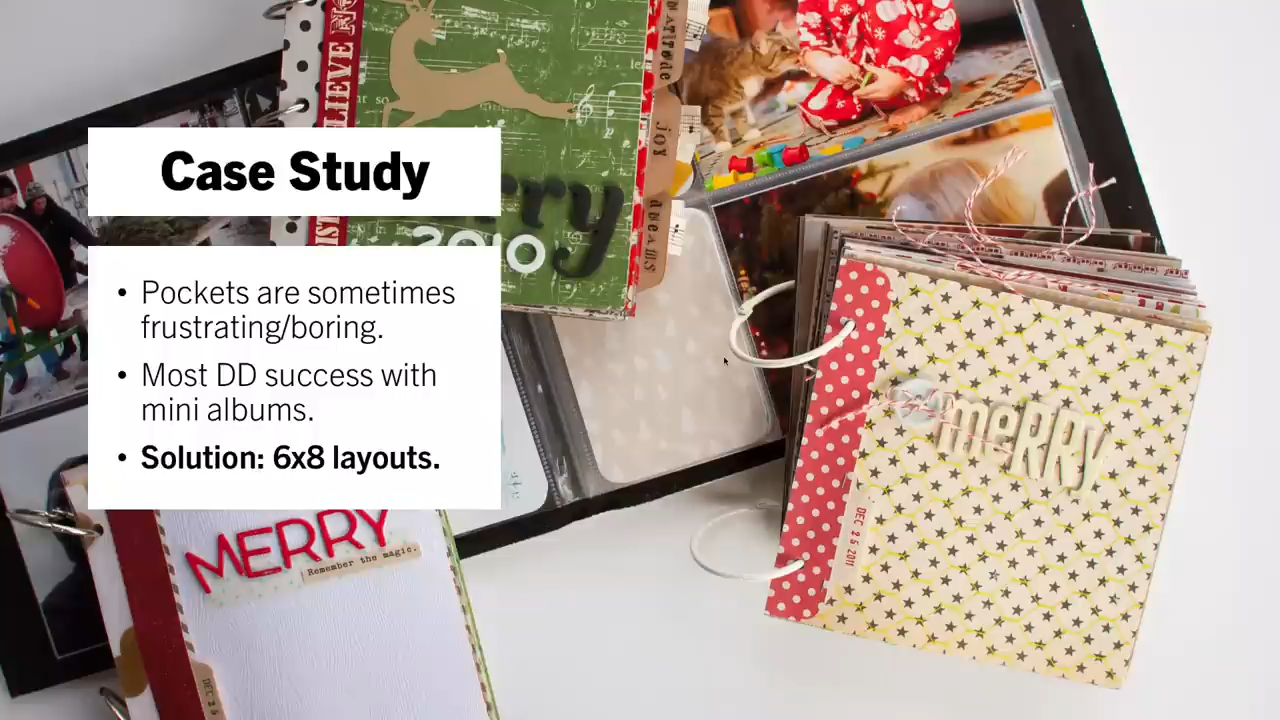 Case Study
• Pockets are sometimes
frustrating/boring.
• Most DD success with
mini albums.
• Solution: 6x8 layouts.
2010
joy
dreams
meRRY
DEC 25 2011
MERRY
Remember the magic.